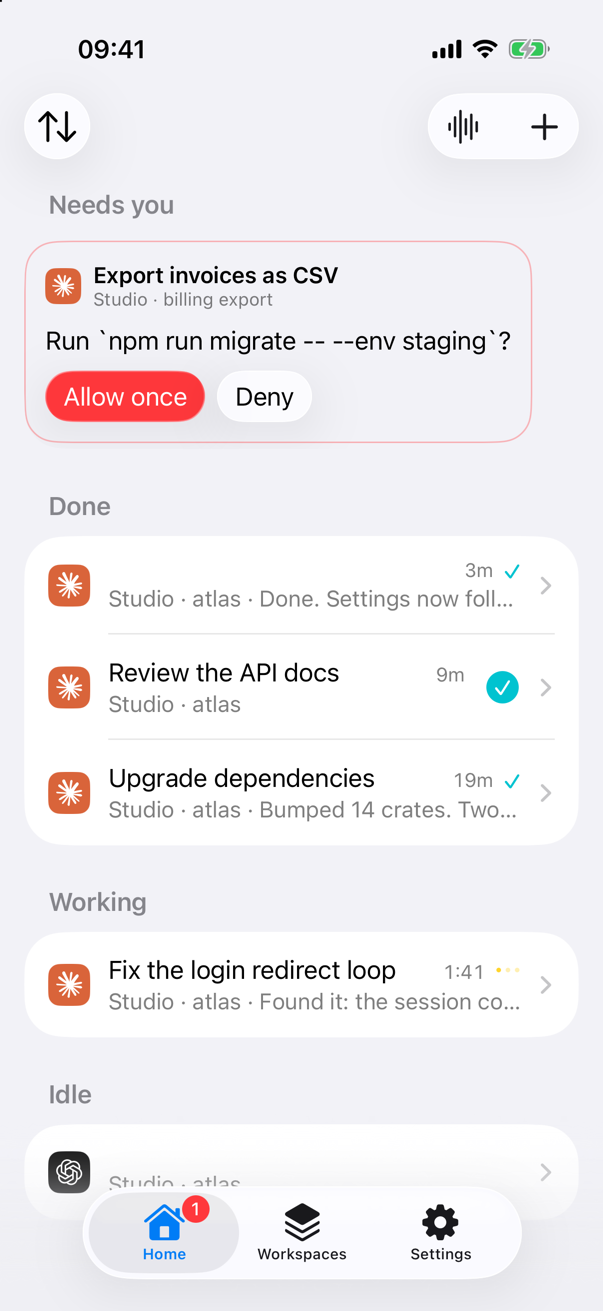 09:41
Needs you
Export invoices as CSV
Studio · billing export
Run `npm run migrate -- --env staging`?
Allow once
Deny
Done
3m
Studio · atlas · Done. Settings now foll...
Review the API docs
9m
Studio · atlas
Upgrade dependencies
19m
Studio · atlas · Bumped 14 crates. Two...
Working
Fix the login redirect loop
1:41
Studio · atlas · Found it: the session co...
Idle
Studio · atlas
1
Home
Workspaces
Settings